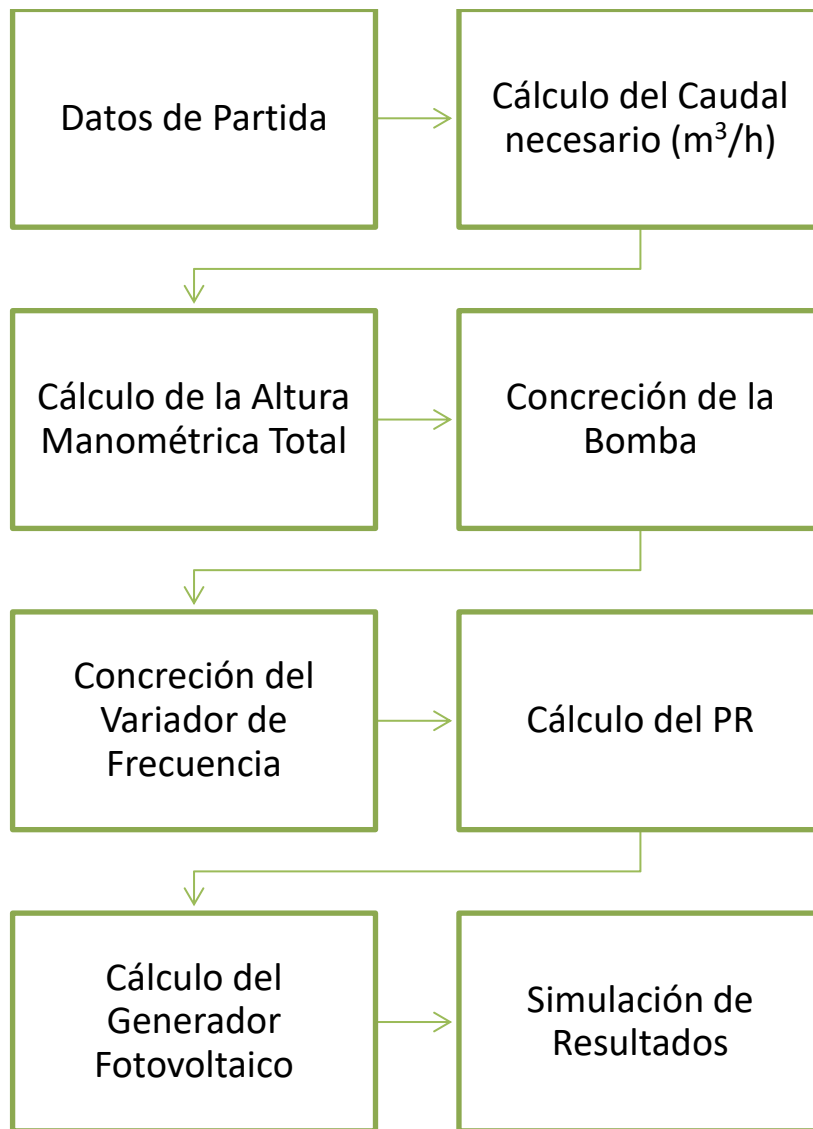 Datos de Partida
Cálculo del Caudal
necesario (m³/h)
Cálculo de la Altura
Manométrica Total
Concreción de la
Bomba
Concreción del
Variador de
Frecuencia
Cálculo del PR
Cálculo del
Generador
Fotovoltaico
Simulación de
Resultados